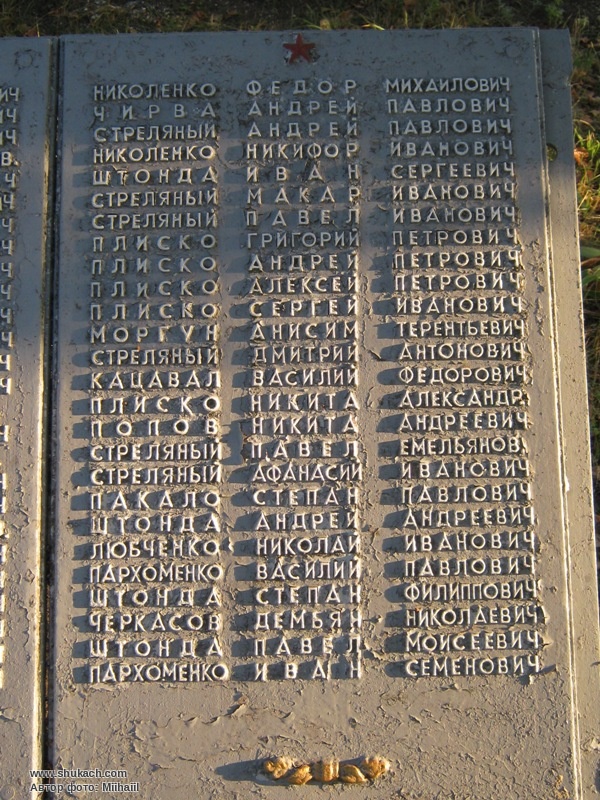 НИКОЛЕНКО ФЕДОР МИХАИЛОВИЧ
ЧИРВА АНДРЕЙ ПАВЛОВИЧ
СТРЕЛЯНЫЙ АНДРЕЙ ПАВЛОВИЧ
НИКОЛЕНКО НИКИФОР ИВАНОВИЧ
ШТОНДА ИВАН СЕРГЕЕВИЧ
СТРЕЛЯНЫЙ МАКАР ИВАНОВИЧ
СТРЕЛЯНЫЙ ПАВЕЛ ИВАНОВИЧ
ПЛИСКО ГРИГОРИЙ ПЕТРОВИЧ
ПЛИСКО АНДРЕЙ ПЕТРОВИЧ
ПЛИСКО АЛЕКСЕЙ ПЕТРОВИЧ
ПЛИСКО СЕРГЕЙ ИВАНОВИЧ
МОРГУН АНИСИМ ТЕРЕНТЬЕВИЧ
СТРЕЛЯНЫЙ ДМИТРИЙ АНТОНОВИЧ
КАЦАВАЛ ВАСИЛИЙ ФЕДОРОВИЧ
ПЛИСКО НИКИТА АЛЕКСАНДР.
ПОПОВ НИКИТА АНДРЕЕВИЧ
СТРЕЛЯНЫЙ ПАВЕЛ ЕМЕЛЬЯНОВ.
СТРЕЛЯНЫЙ АФАНАСИЙ ИВАНОВИЧ
ПАКАЛО СТЕПАН ПАВЛОВИЧ
ШТОНДА АНДРЕЙ АНДРЕЕВИЧ
ЛЮБЧЕНКО НИКОЛАЙ ИВАНОВИЧ
ПАРХОМЕНКО ВАСИЛИЙ ПАВЛОВИЧ
ШТОНДА СТЕПАН ФИЛИППОВИЧ
ЧЕРКАСОВ ДЕМЬЯН НИКОЛАЕВИЧ
ШТОНДА ПАВЕЛ МОИСЕЕВИЧ
ПАРХОМЕНКО ИВАН СЕМЕНОВИЧ
www.shukach.com
Автор фото: Miihaill